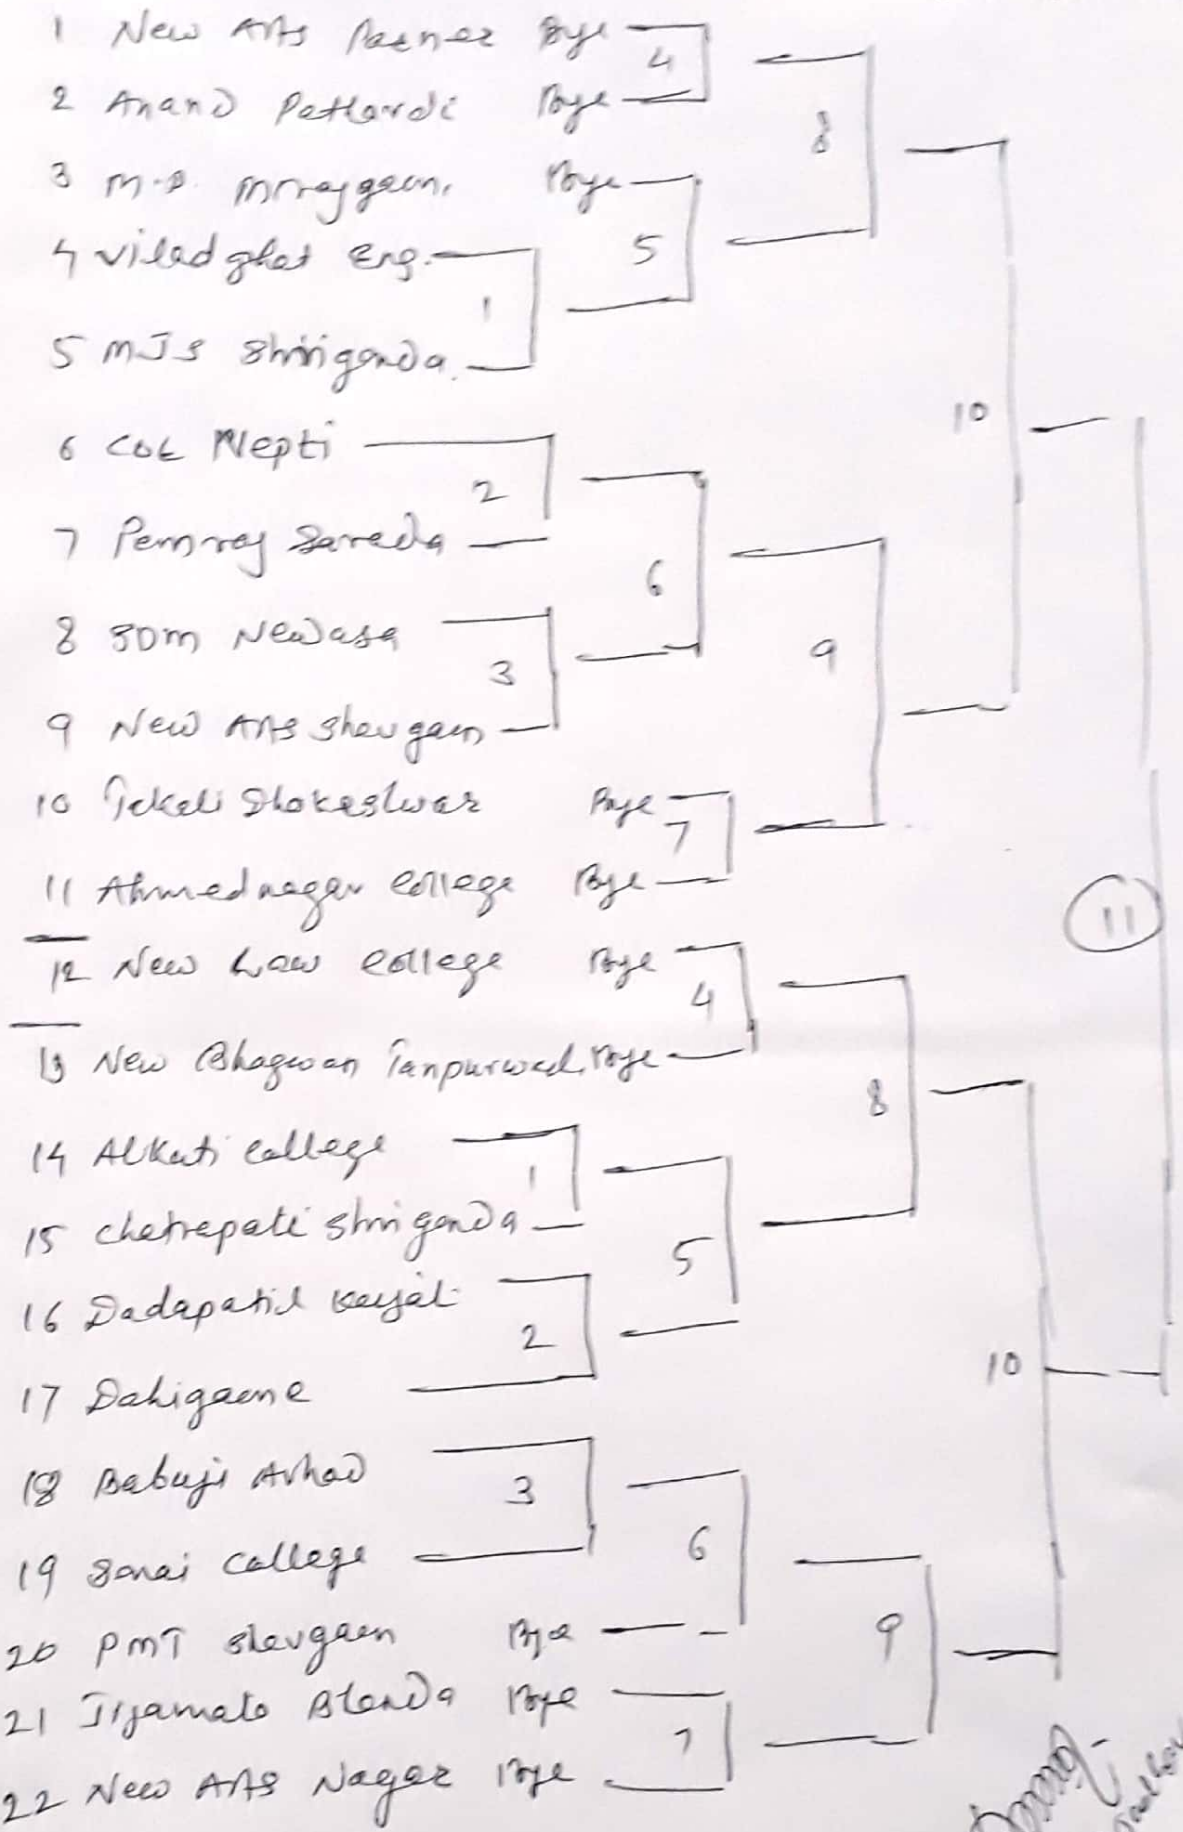 1 New Arts Parner Bye
4
2 Anand Pathardi Bye
8
3 M.D. Bye
4 Viladghat Eng. 5
1
5 MJS Shrigonda.
10
6 COE Nepti
2
7 Pemraj Sarada
6
8 SOM Newasa
3 9
9 New Arts Shevgaon
10 Takali Dhokeshwar Bye
7
11 Ahmednagar College Bye
11
12 New Law College Bye
4
13 New Bhagwan Tanpurwadi Bye
8
14 Alkuti College
1
15 Chatrapati Shrigonda
5
16 Dadapatil Karjat
2
10
17 Dahigaone
18 Babuji Avhad
3
19 Sonai College 6
20 PMT Shevgaon Bye
9
21 Jijamata Bye
7
22 New Arts Nagar Bye